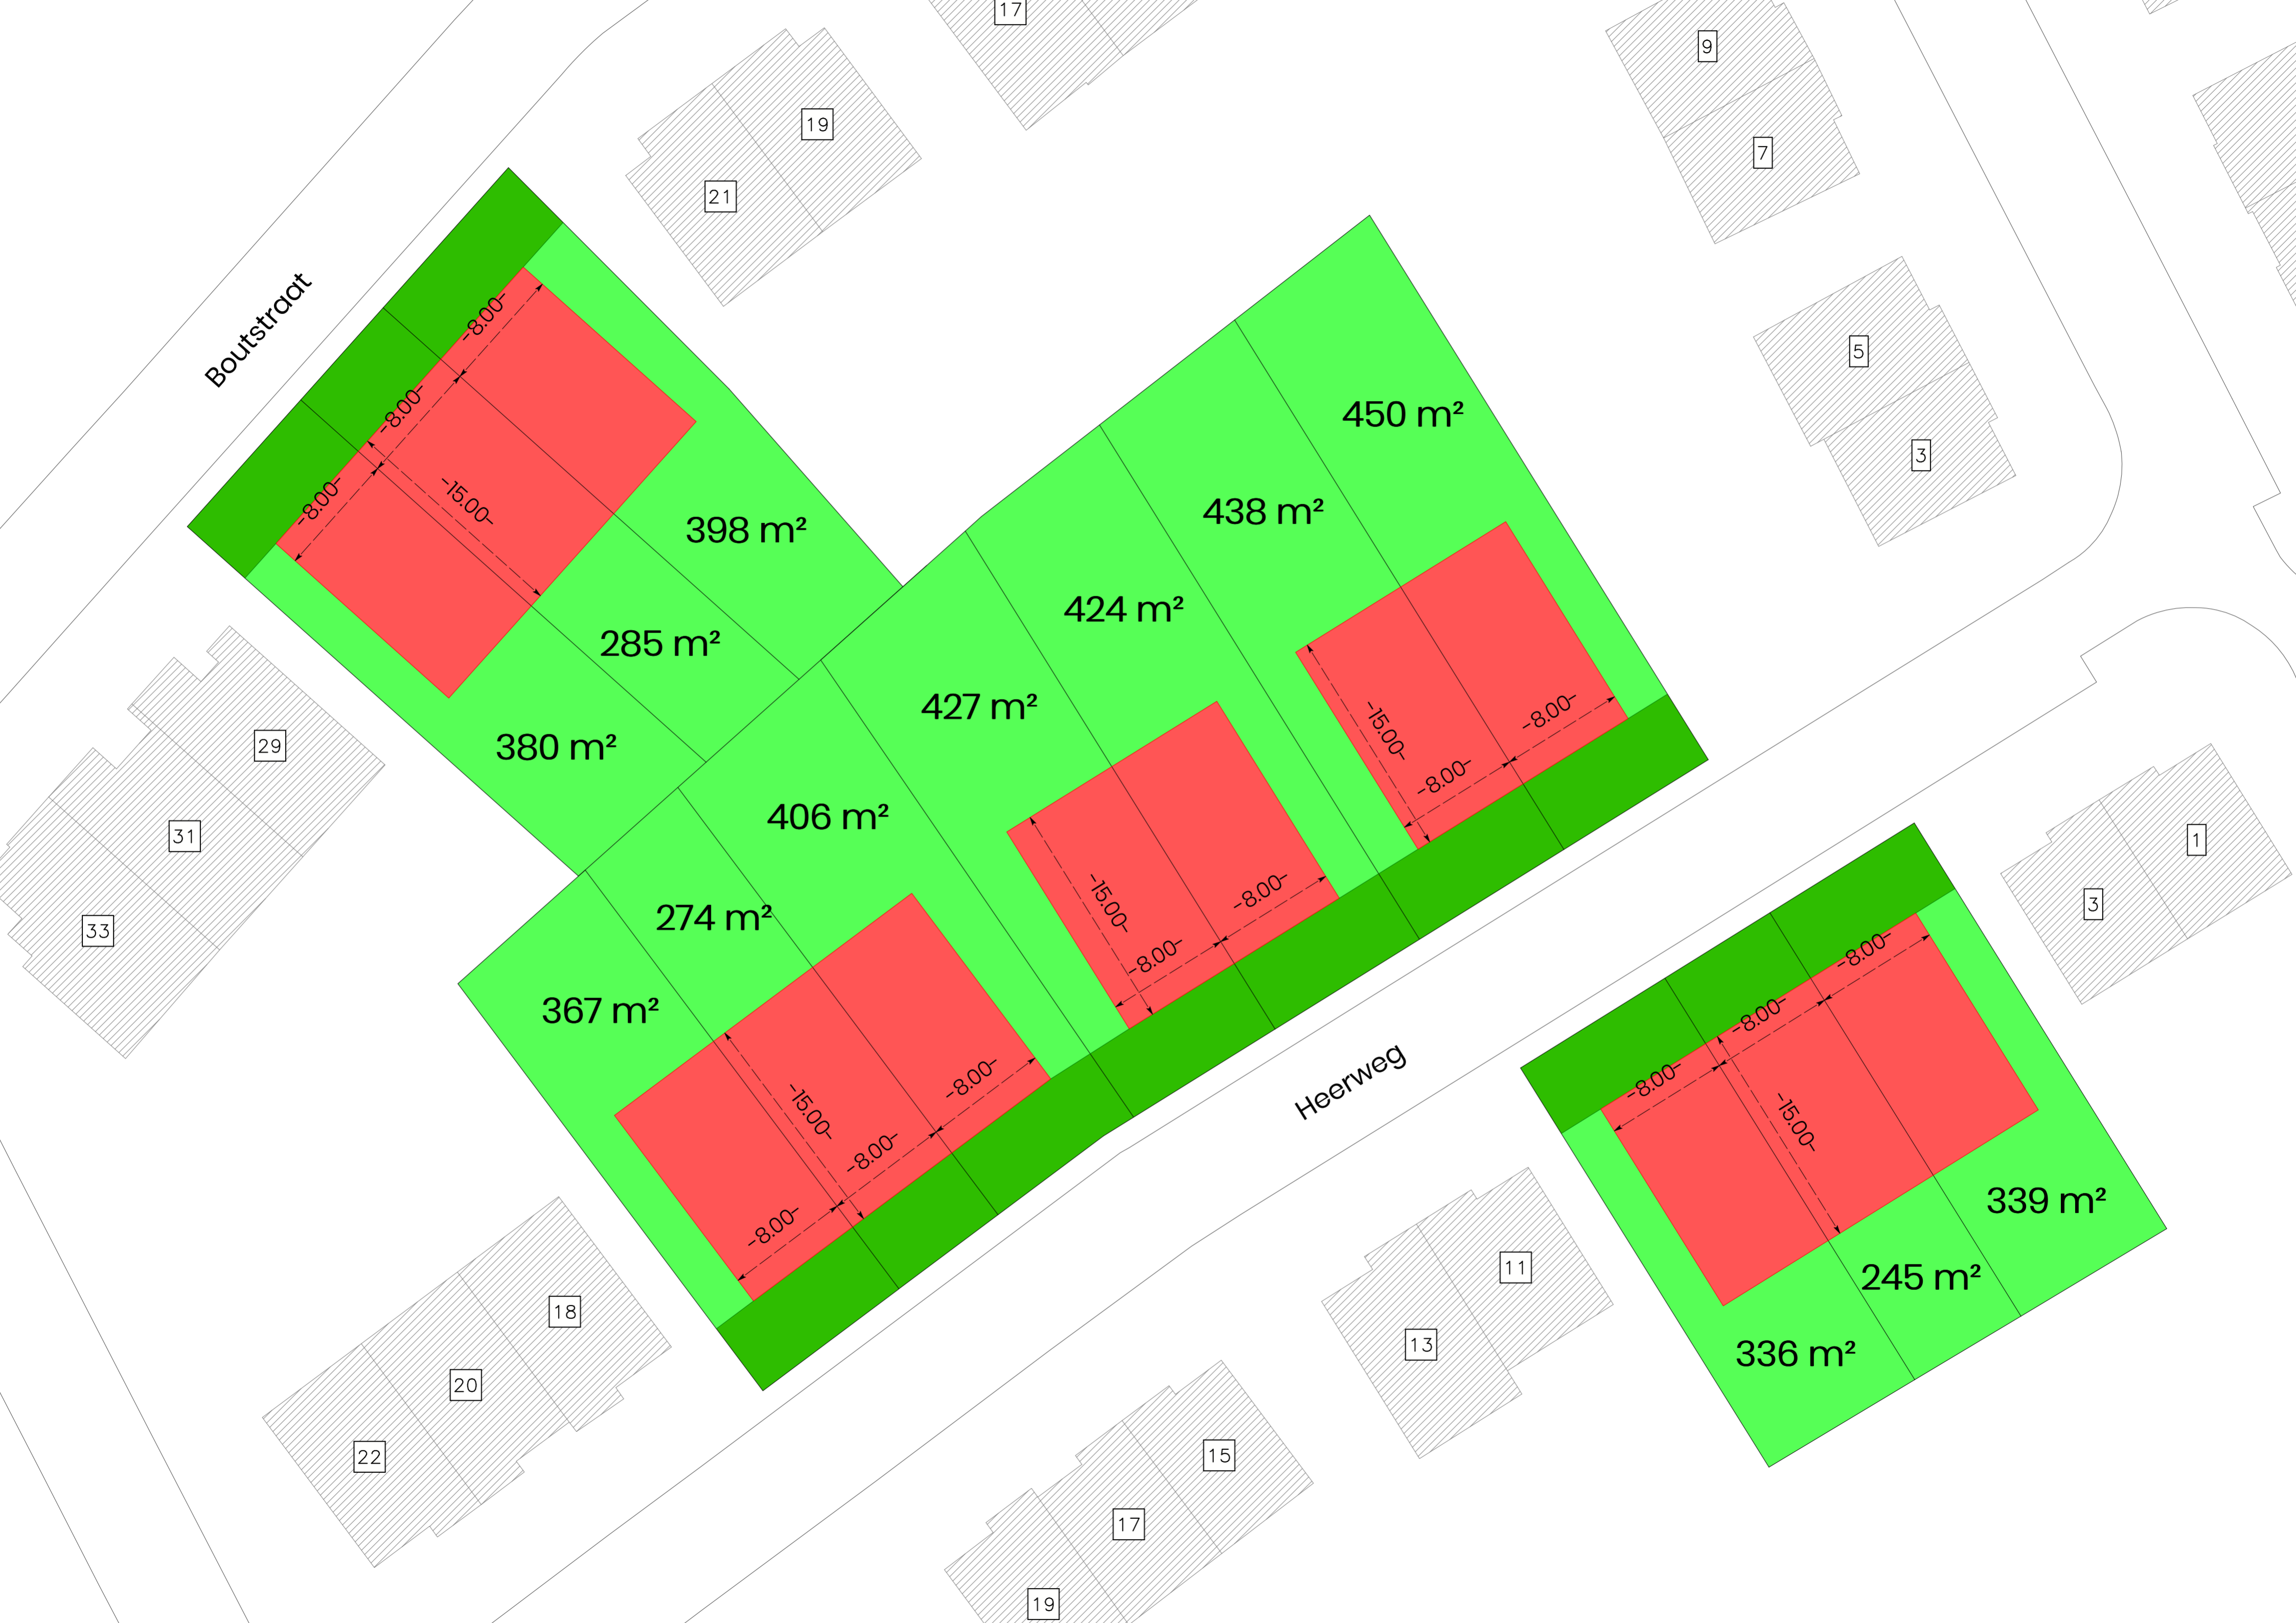 17
9
19
7
21
Boutstraat
-8.00-
-8.00-
-8.00-
-15.00-
398 m²
285 m²
380 m²
450 m²
438 m²
424 m²
427 m²
406 m²
274 m²
367 m²
5
3
-15.00-
-8.00-
-8.00-
-15.00-
-8.00-
-8.00-
-15.00-
-8.00-
-8.00-
-8.00-
29
31
33
Heerweg
1
3
-8.00-
-8.00-
-8.00-
-15.00-
339 m²
245 m²
336 m²
18
20
22
11
13
15
17
19